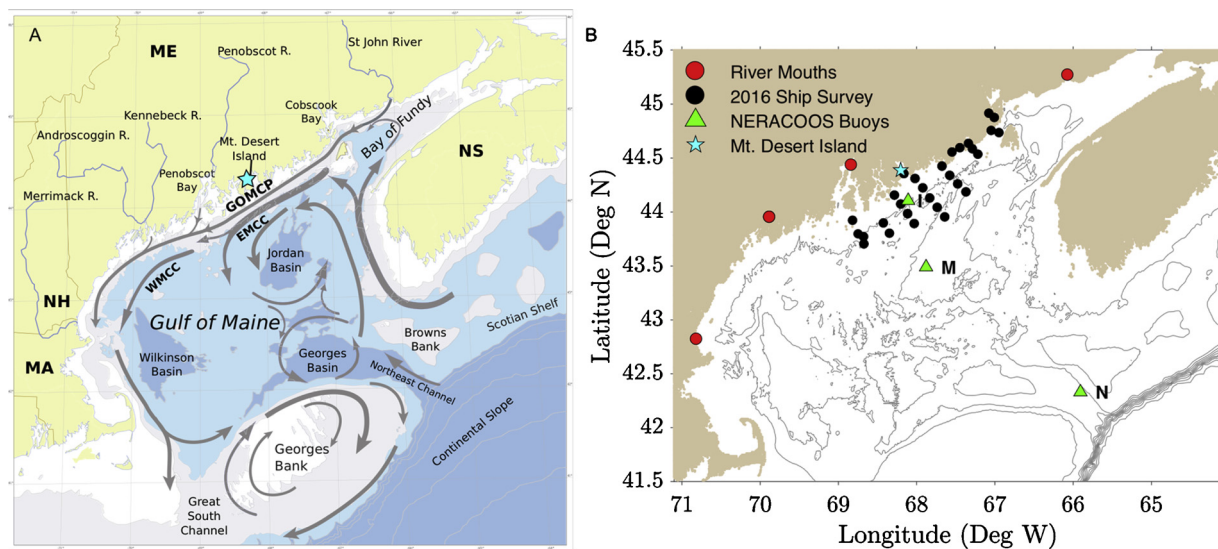 A
ME
Penobscot R.
St John River
Kennebeck R.
Cobscook
Bay
Androscoggin R.
Mt. Desert
Island
Bay of Fundy
NS
Penobscot
Bay
Merrimack R.
GOMCP
EMCC
Jordan
Basin
WMCC
NH
Gulf of Maine
Scotian Shelf
Browns
Bank
MA
Wilkinson
Basin
Georges
Basin
Northeast Channel
Continental Slope
Georges
Bank
Great
South
Channel
B
45.5
45
44.5
44
43.5
43
42.5
42
41.5
Latitude (Deg N)
River Mouths
2016 Ship Survey
NERACOOS Buoys
Mt. Desert Island
I
M
N
71 70 69 68 67 66 65
Longitude (Deg W)